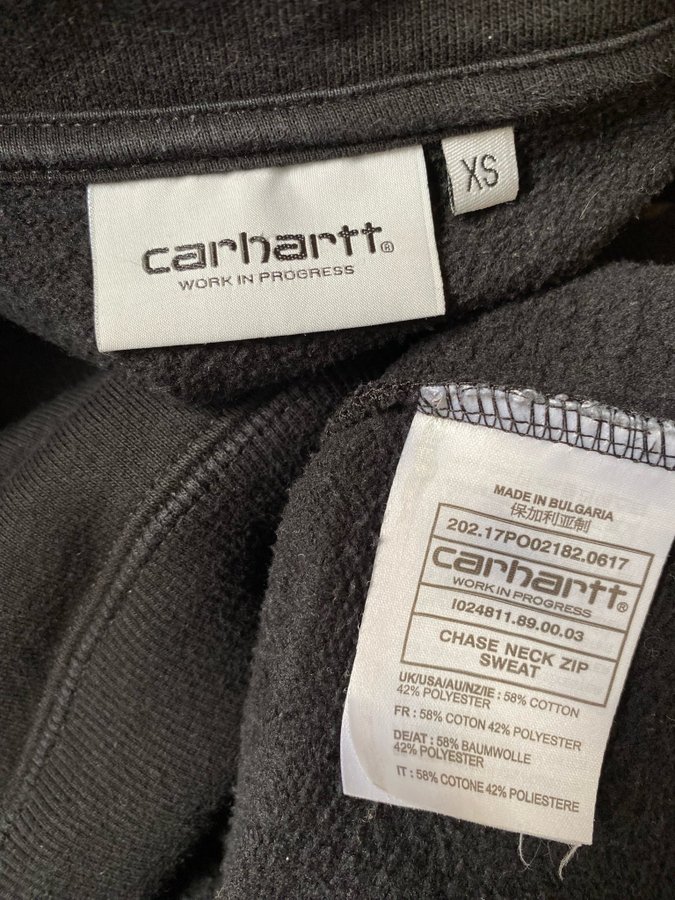 XS
carhartt®
WORK IN PROGRESS
MADE IN BULGARIA
保加利亚制
202.17PO02182.0617
carhartt®
WORK IN PROGRESS
I024811.89.00.03
CHASE NECK ZIP
SWEAT
UK/USA/AU/NZ/IE : 58% COTTON
42% POLYESTER
FR : 58% COTON 42% POLYESTER
DE/AT : 58% BAUMWOLLE
42% POLYESTER
IT : 58% COTONE 42% POLIESTERE